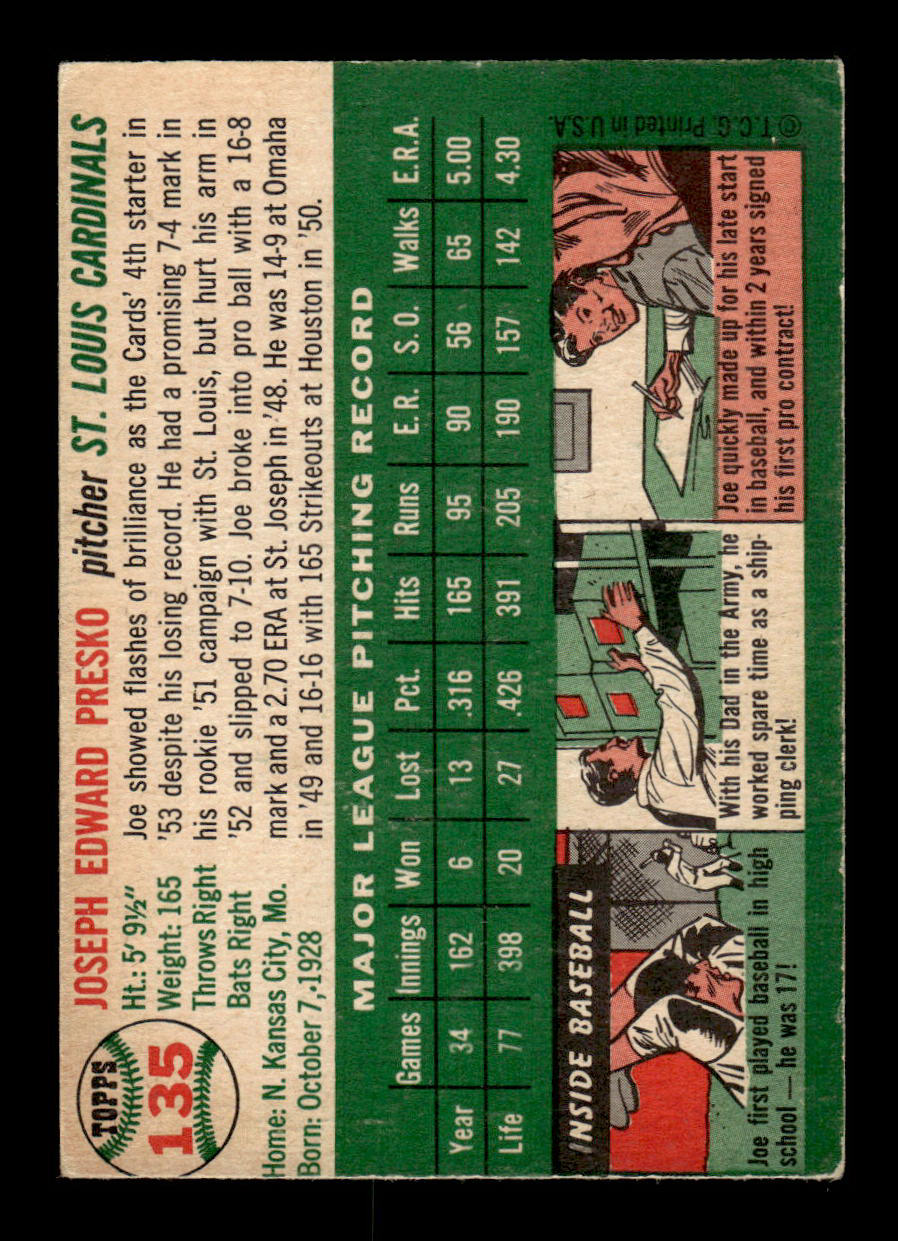 TOPPS
135
JOSEPH EDWARD PRESKO pitcher ST. LOUIS CARDINALS
Ht.: 5' 9½"
Weight: 165
Throws Right
Bats Right
Home: N. Kansas City, Mo.
Born: October 7, 1928
Joe showed flashes of brilliance as the Cards' 4th starter in
'53 despite his losing record. He had a promising 7-4 mark in
his rookie '51 campaign with St. Louis, but hurt his arm in
'52 and slipped to 7-10. Joe broke into pro ball with a 16-8
mark and a 2.70 ERA at St. Joseph in '48. He was 14-9 at Omaha
in '49 and 16-16 with 165 Strikeouts at Houston in '50.
MAJOR LEAGUE PITCHING RECORD
Games Innings Won Lost Pct. Hits Runs E.R. S.O. Walks E.R.A.
Year 34 162 6 13 .316 165 95 90 56 65 5.00
Life 77 398 20 27 .426 391 205 190 157 142 4.30
INSIDE BASEBALL
Joe first played baseball in high
school — he was 17!
With his Dad in the Army, he
worked spare time as a ship-
ping clerk!
Joe quickly made up for his late start
in baseball, and within 2 years signed
his first pro contract!
© T.C.G. Printed in U.S.A.